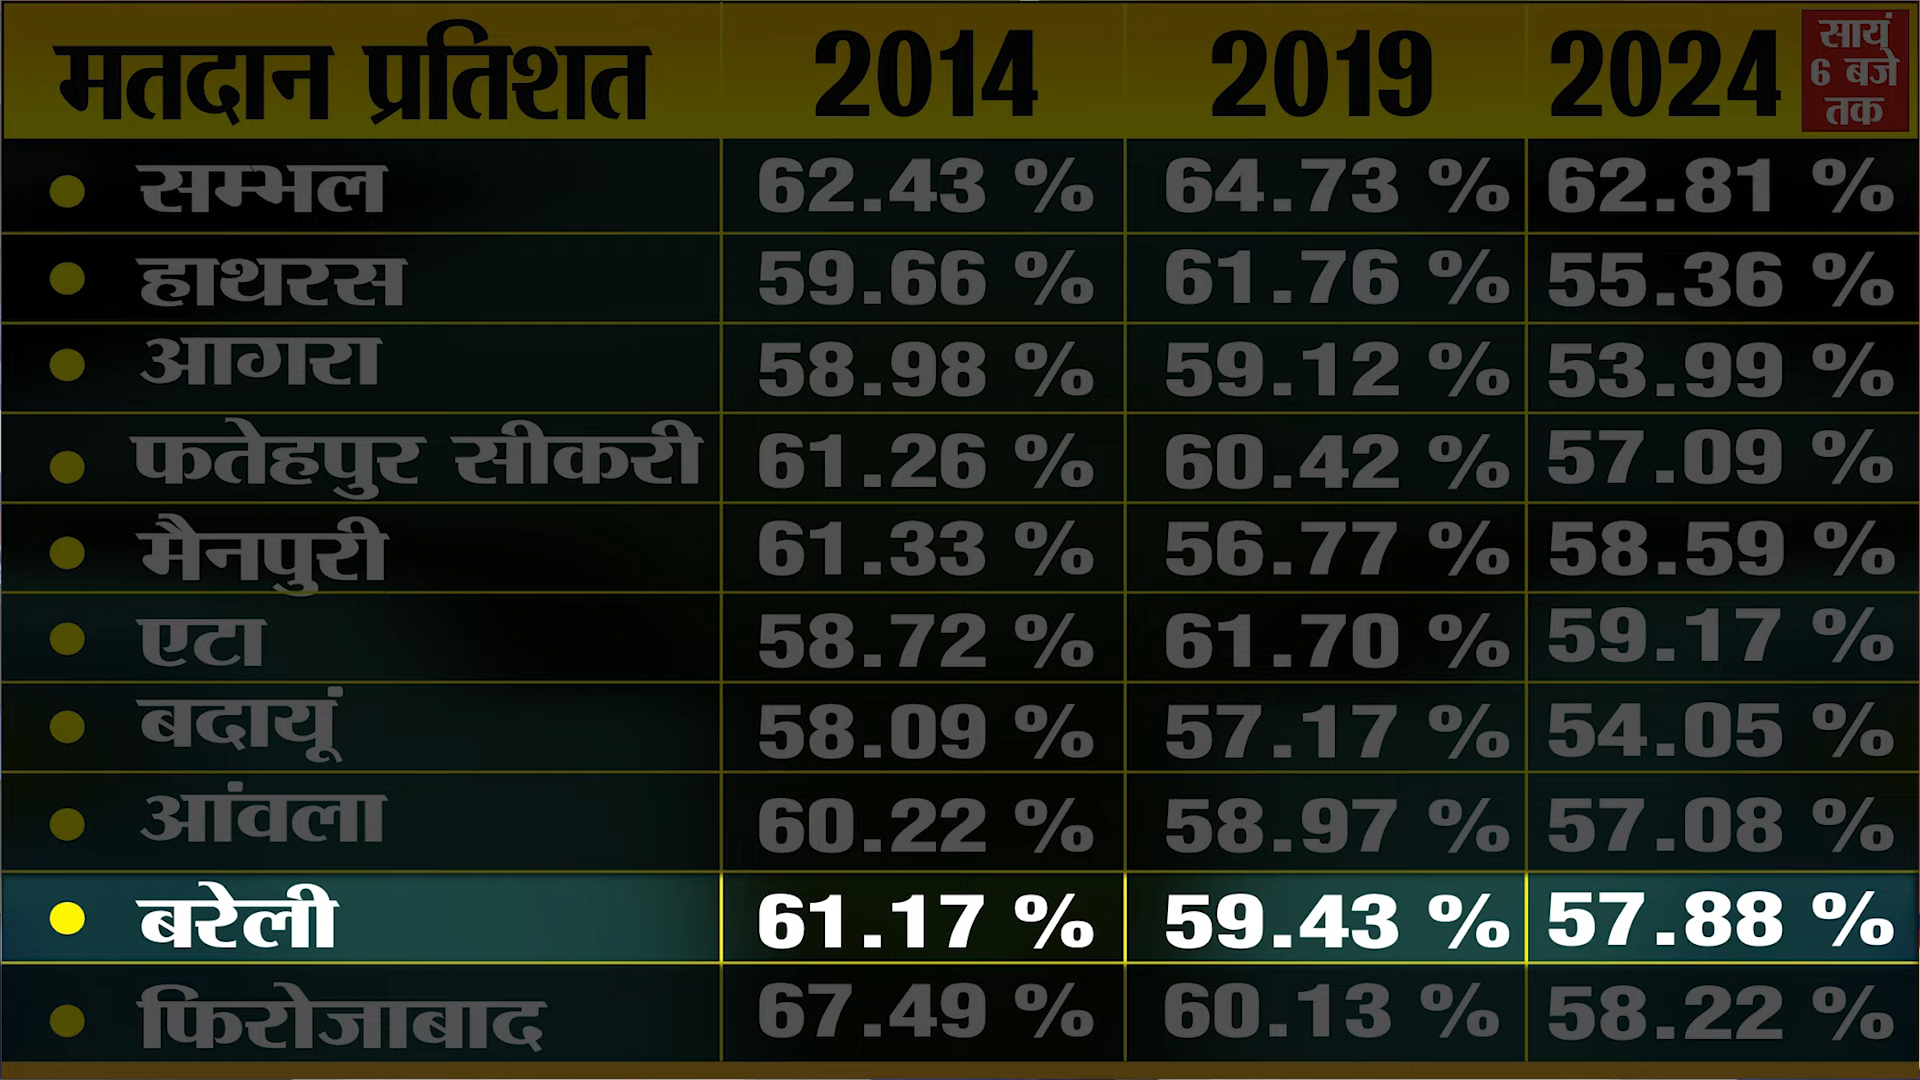 मतदान प्रतिशत 2014 2019 2024 सायं 6 बजे तक
सम्भल 62.43 % 64.73 % 62.81 %
हाथरस 59.66 % 61.76 % 55.36 %
आगरा 58.98 % 59.12 % 53.99 %
फतेहपुर सीकरी 61.26 % 60.42 % 57.09 %
मैनपुरी 61.33 % 56.77 % 58.59 %
एटा 58.72 % 61.70 % 59.17 %
बदायूं 58.09 % 57.17 % 54.05 %
आंवला 60.22 % 58.97 % 57.08 %
बरेली 61.17 % 59.43 % 57.88 %
फिरोजाबाद 67.49 % 60.13 % 58.22 %